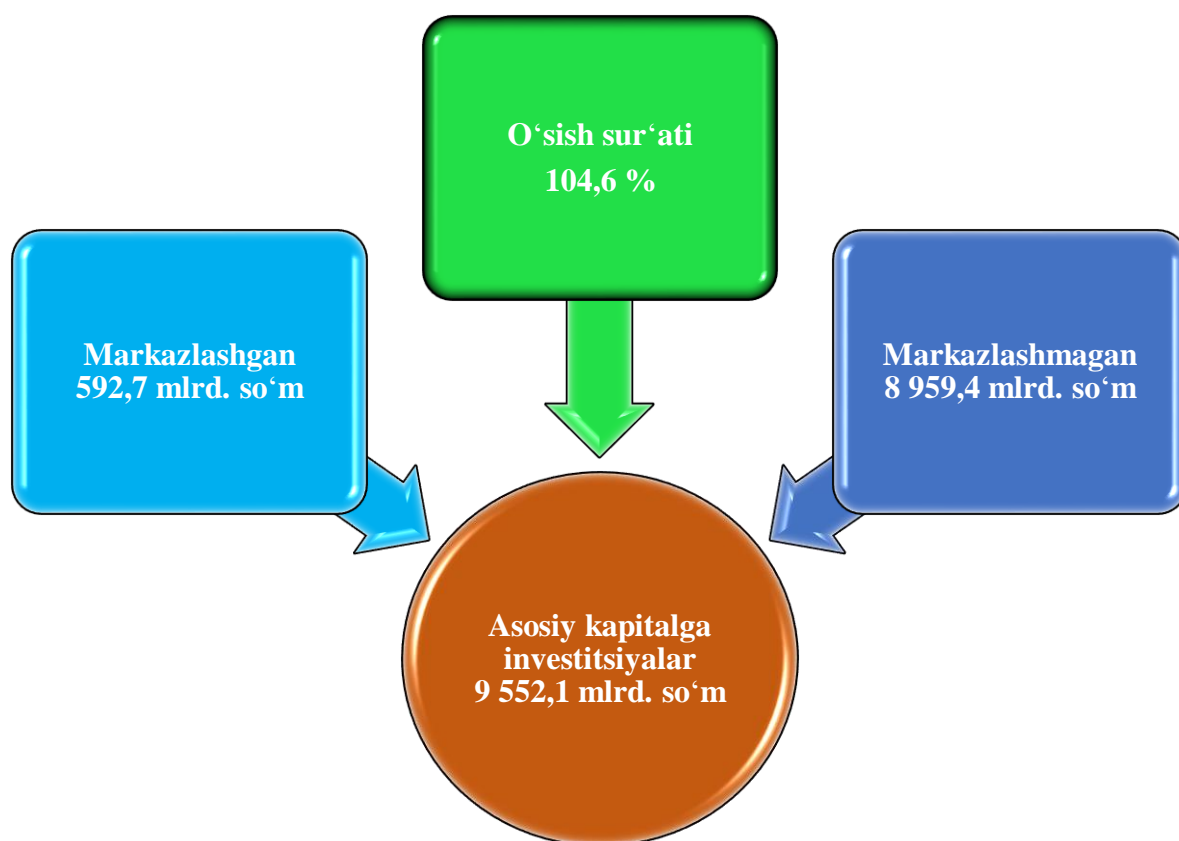 O‘sish sur‘ati
104,6 %
Markazlashgan
592,7 mlrd. so‘m
Markazlashmagan
8 959,4 mlrd. so‘m
Asosiy kapitalga
investitsiyalar
9 552,1 mlrd. so‘m